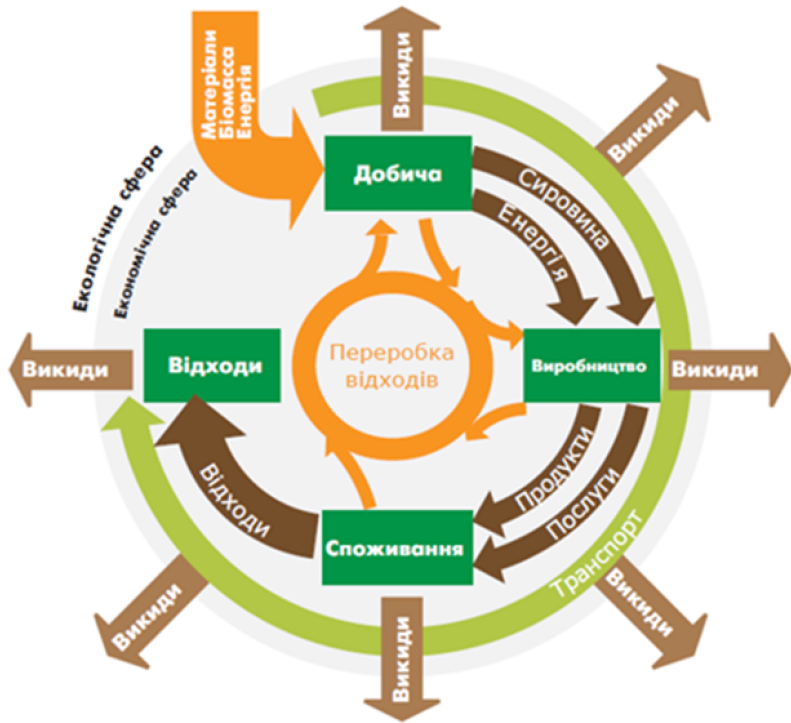 Матеріали
Біомасса
Енергія
Викиди
Викиди
Екологічна сфера
Економічна сфера
Добича
Сировина
Енергія
Викиди
Відходи
Переробка
відходів
Виробництво
Викиди
Відходи
Продукти
Послуги
Споживання
Транспорт
Викиди
Викиди
Викиди